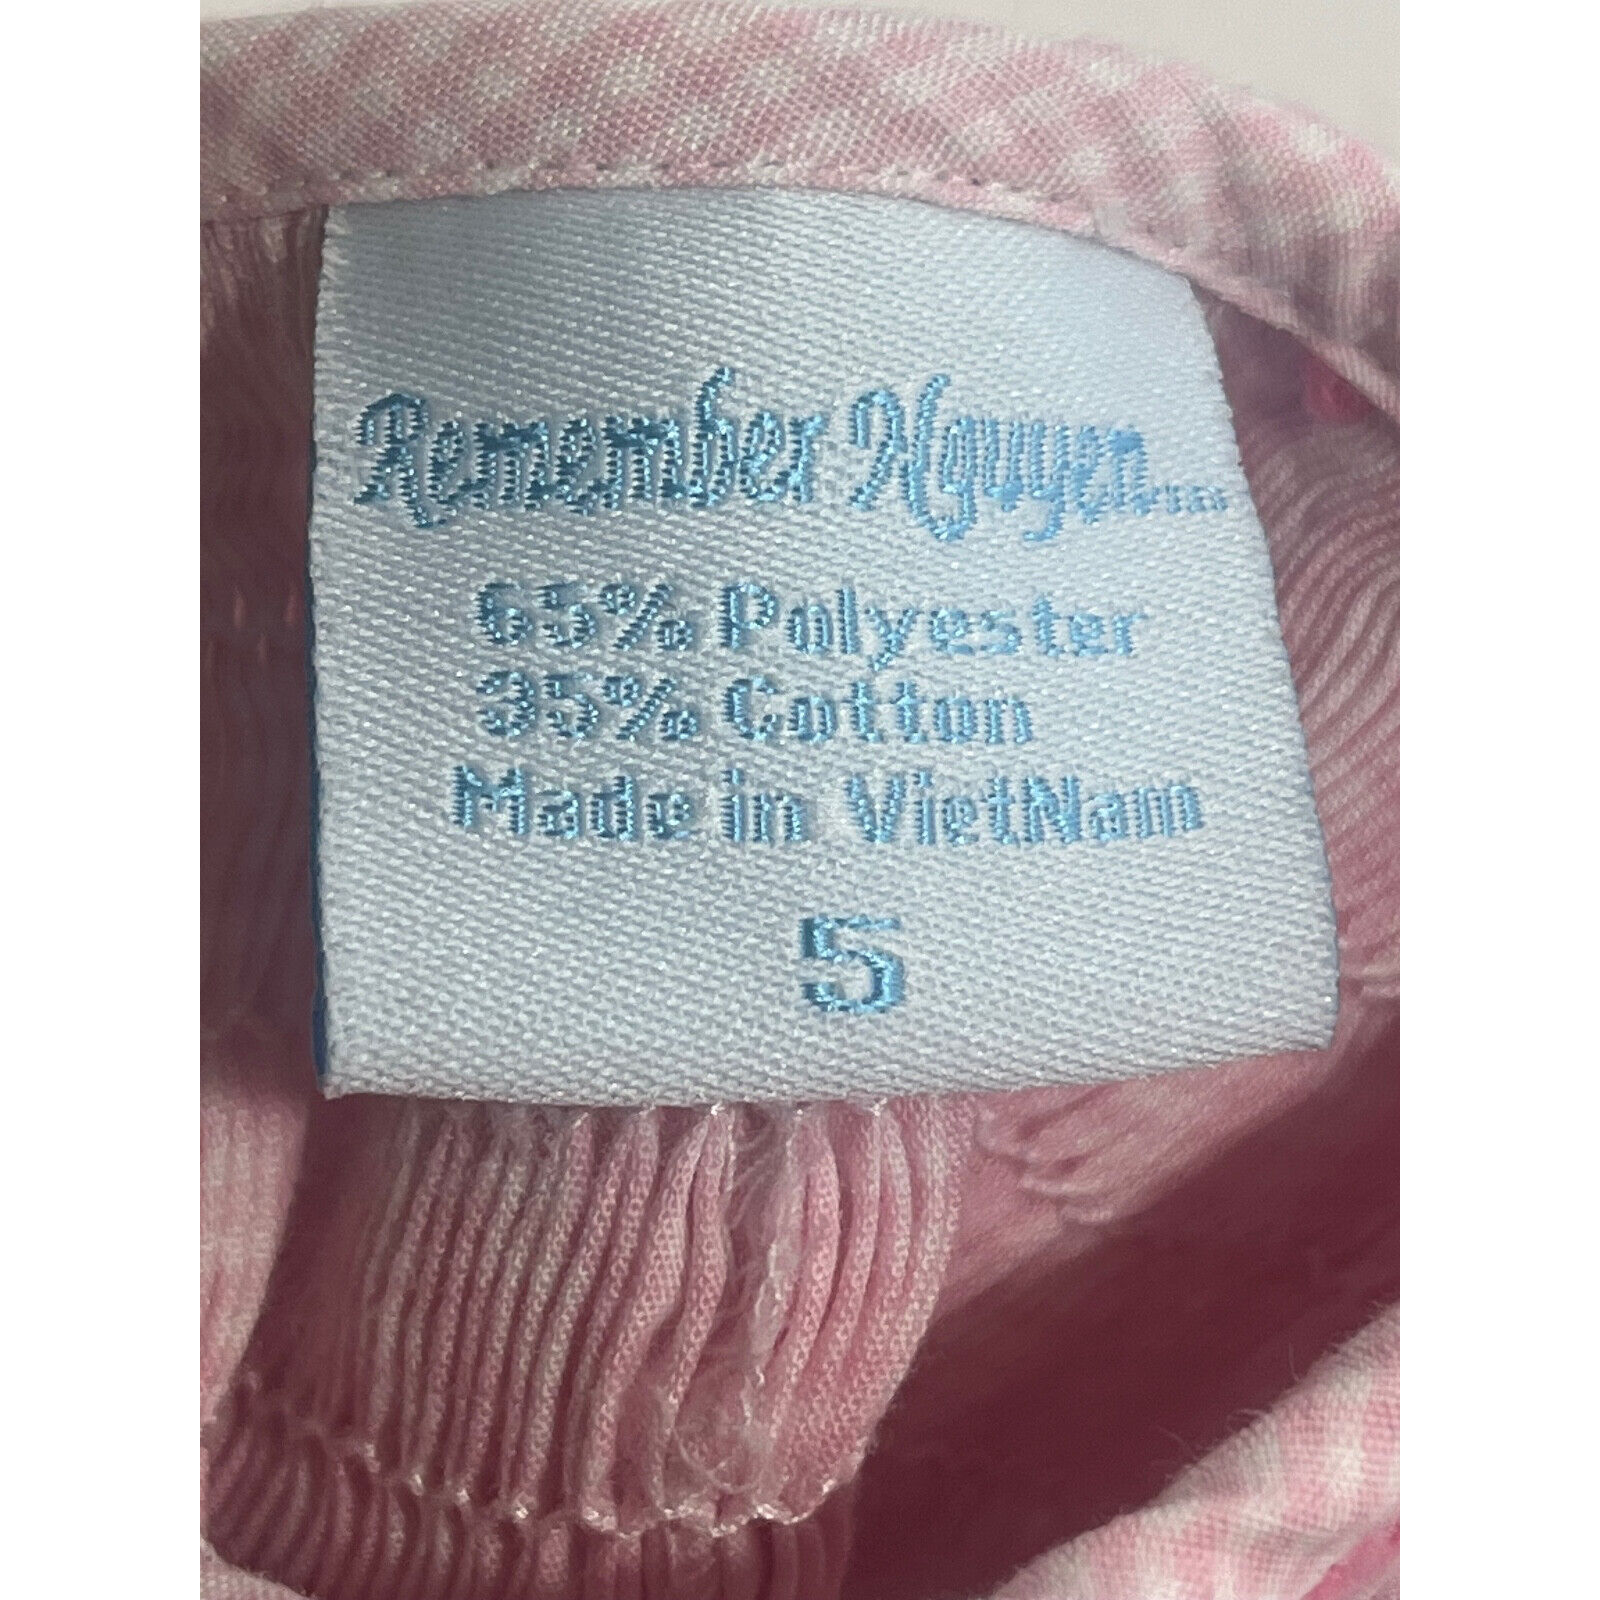 Remember Nguyen....
65% Polyester
35% Cotton
Made in VietNam
5